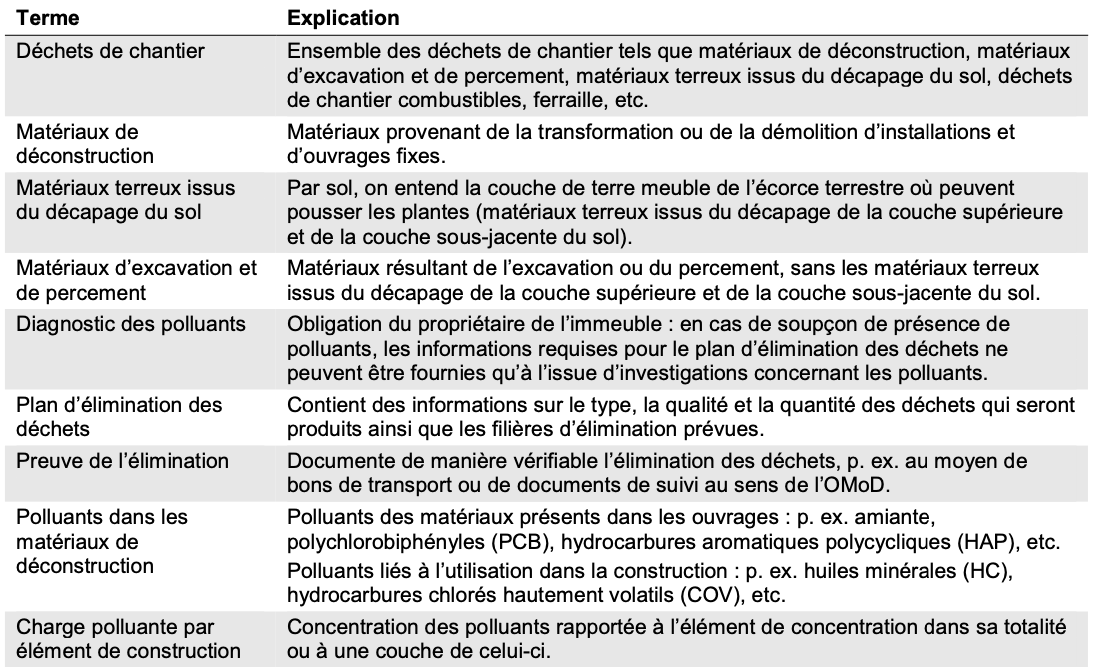 Terme Explication
Déchets de chantier Ensemble des déchets de chantier tels que matériaux de déconstruction, matériaux
d’excavation et de percement, matériaux terreux issus du décapage du sol, déchets
de chantier combustibles, ferraille, etc.
Matériaux de Matériaux provenant de la transformation ou de la démolition d’installations et
déconstruction d’ouvrages fixes.
Matériaux terreux issus Par sol, on entend la couche de terre meuble de l’écorce terrestre où peuvent
du décapage du sol pousser les plantes (matériaux terreux issus du décapage de la couche supérieure
et de la couche sous-jacente du sol).
Matériaux d’excavation et Matériaux résultant de l’excavation ou du percement, sans les matériaux terreux
de percement issus du décapage de la couche supérieure et de la couche sous-jacente du sol.
Diagnostic des polluants Obligation du propriétaire de l’immeuble : en cas de soupçon de présence de
polluants, les informations requises pour le plan d’élimination des déchets ne
peuvent être fournies qu’à l’issue d’investigations concernant les polluants.
Plan d’élimination des Contient des informations sur le type, la qualité et la quantité des déchets qui seront
déchets produits ainsi que les filières d’élimination prévues.
Preuve de l’élimination Documente de manière vérifiable l’élimination des déchets, p. ex. au moyen de
bons de transport ou de documents de suivi au sens de l’OMoD.
Polluants dans les Polluants des matériaux présents dans les ouvrages : p. ex. amiante,
matériaux de polychlorobiphényles (PCB), hydrocarbures aromatiques polycycliques (HAP), etc.
déconstruction Polluants liés à l’utilisation dans la construction : p. ex. huiles minérales (HC),
hydrocarbures chlorés hautement volatils (COV), etc.
Charge polluante par Concentration des polluants rapportée à l’élément de concentration dans sa totalité
élément de construction ou à une couche de celui-ci.